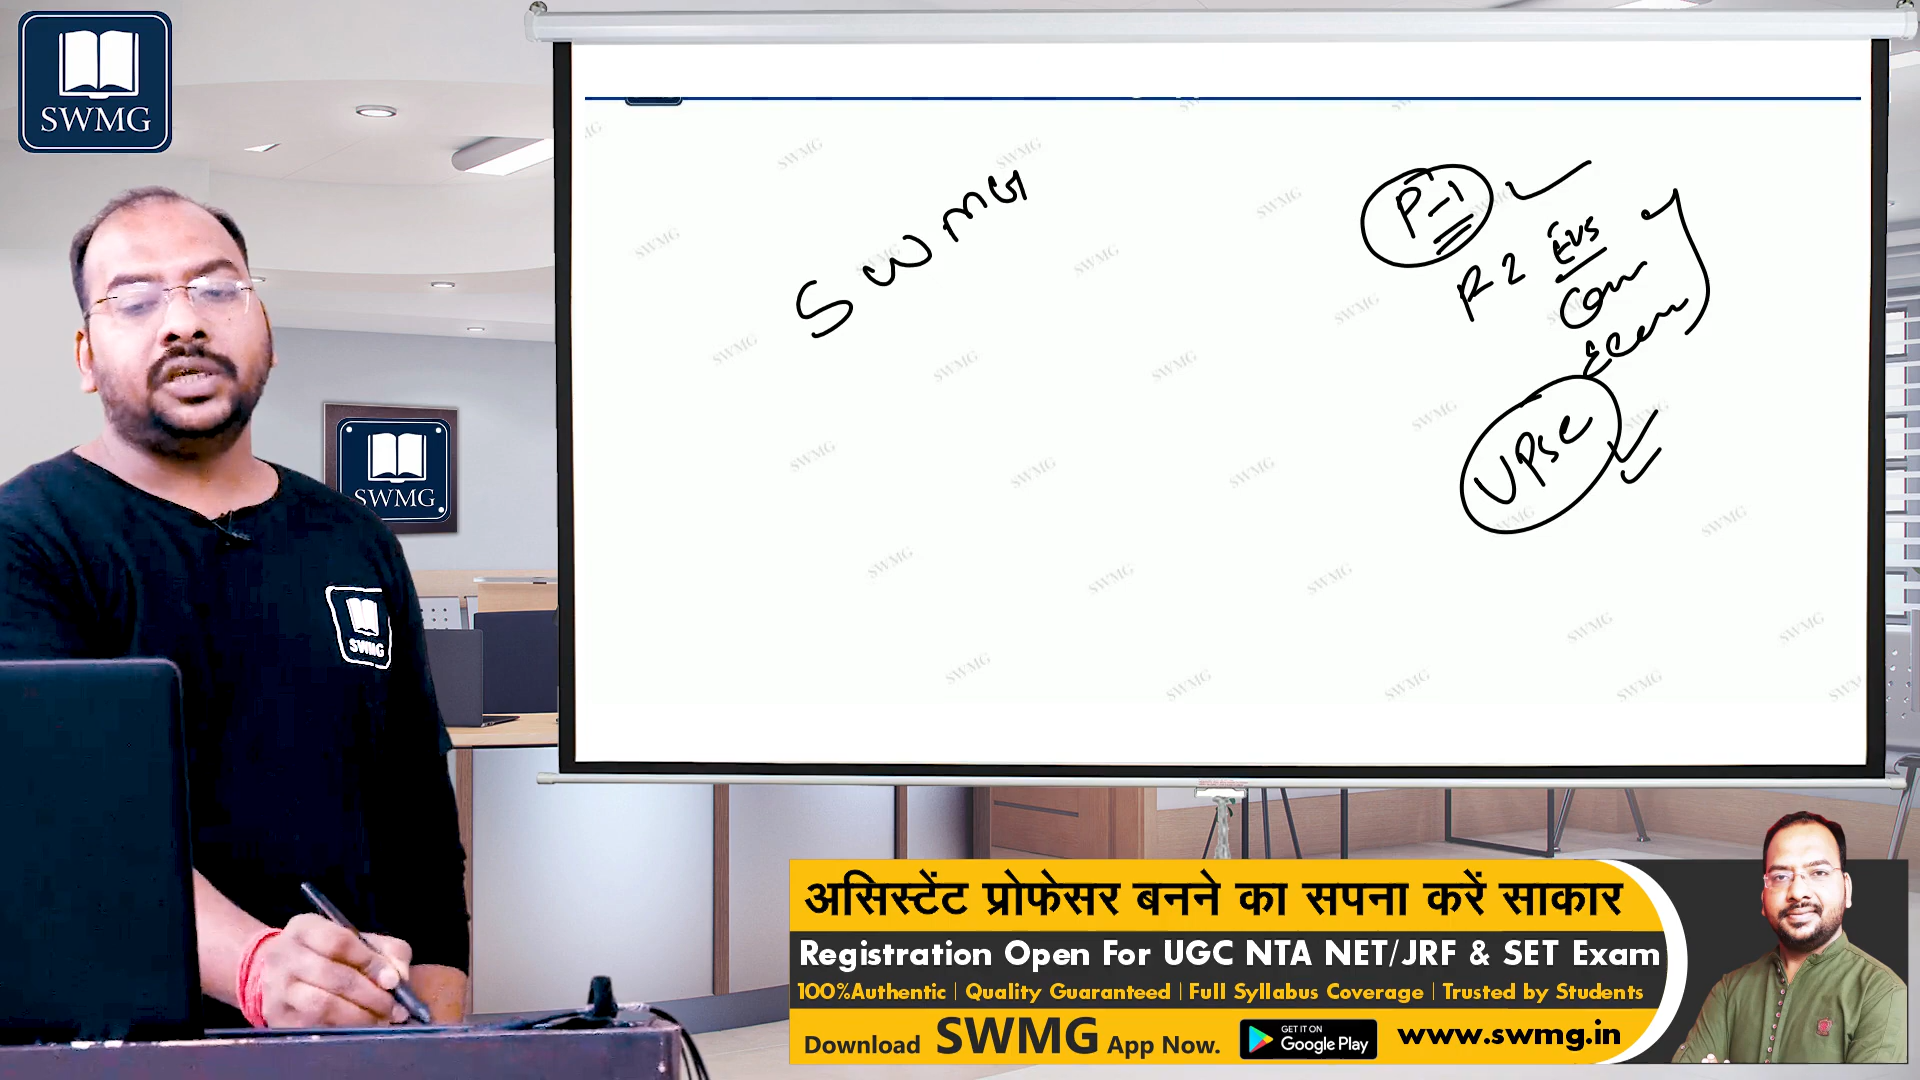 SWMG
SWMG
P-1
P-2 Evs
Com
Econ
UPSC
SWMG
SWMG
असिस्टेंट प्रोफेसर बनने का सपना करें साकार
Registration Open For UGC NTA NET/JRF & SET Exam
100%Authentic | Quality Guaranteed | Full Syllabus Coverage | Trusted by Students
Download SWMG App Now. GET IT ON Google Play www.swmg.in